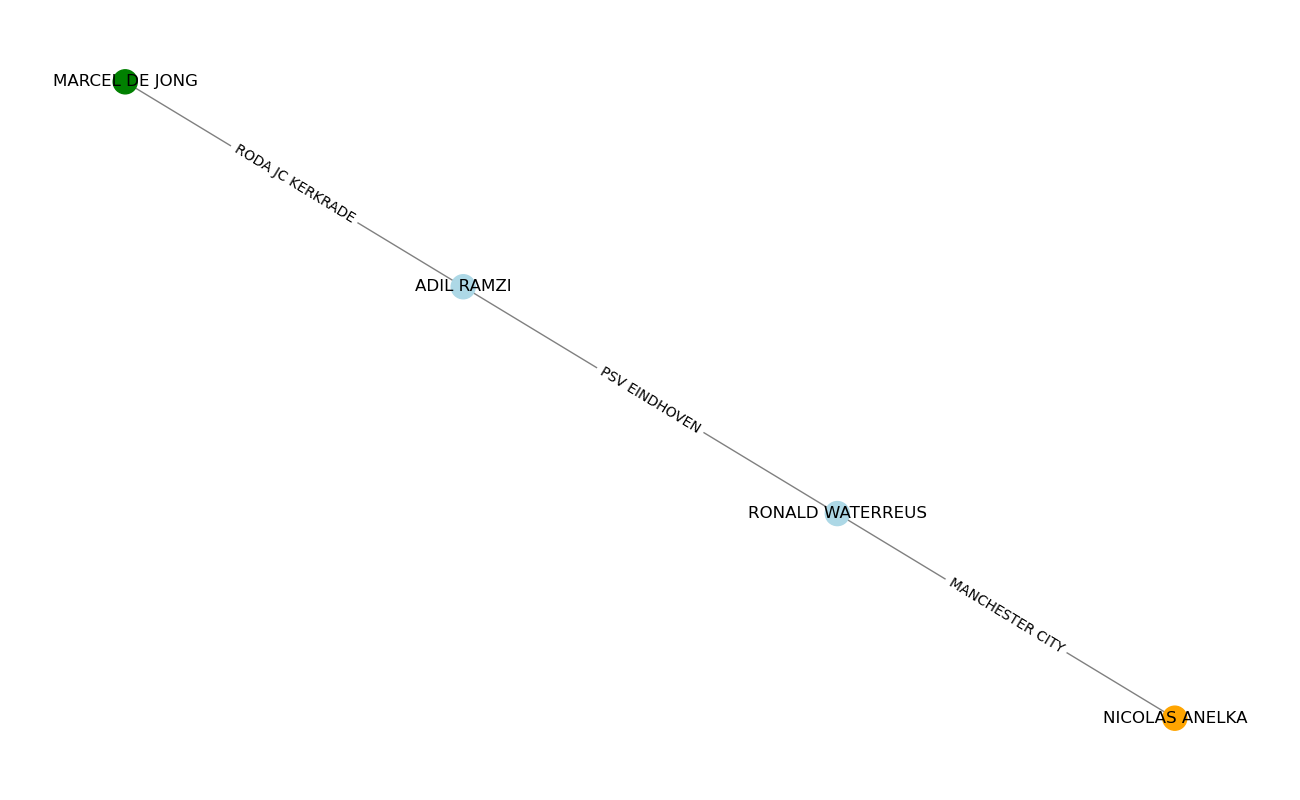 MARCEL DE JONG
RODA JC KERKRADE
ADIL RAMZI
PSV EINDHOVEN
RONALD WATERREUS
MANCHESTER CITY
NICOLAS ANELKA